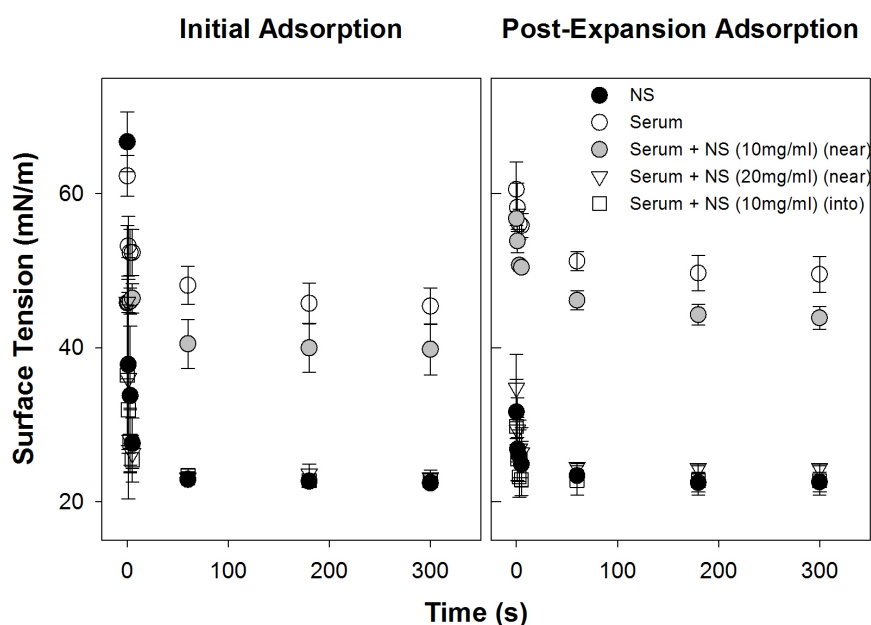 Initial Adsorption
Post-Expansion Adsorption
Surface Tension (mN/m)
60
40
20
NS
Serum
Serum + NS (10mg/ml) (near)
Serum + NS (20mg/ml) (near)
Serum + NS (10mg/ml) (into)
0
100
200
300
0
100
200
300
Time (s)